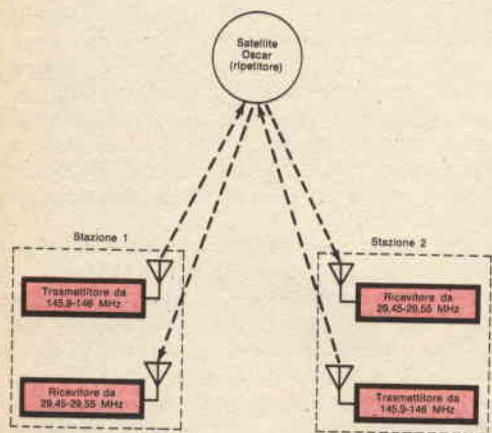 Satellite
Oscar
(ripetitore)
Stazione 1
Trasmettitore da
145,9-146 MHz
Ricevitore da
29,45-29,55 MHz
Stazione 2
Ricevitore da
29,45-29,55 MHz
Trasmettitore da
145,9-146 MHz